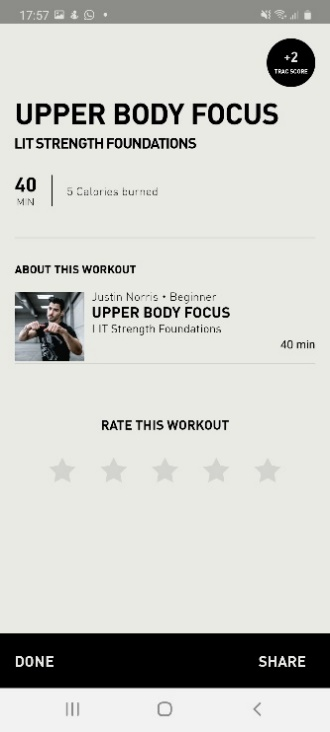 17:57
+2
TRAC SCORE
UPPER BODY FOCUS
LIT STRENGTH FOUNDATIONS
40
MIN
5 Calories burned
ABOUT THIS WORKOUT
Justin Norris • Beginner
UPPER BODY FOCUS
LIT Strength Foundations
40 min
RATE THIS WORKOUT
DONE
SHARE